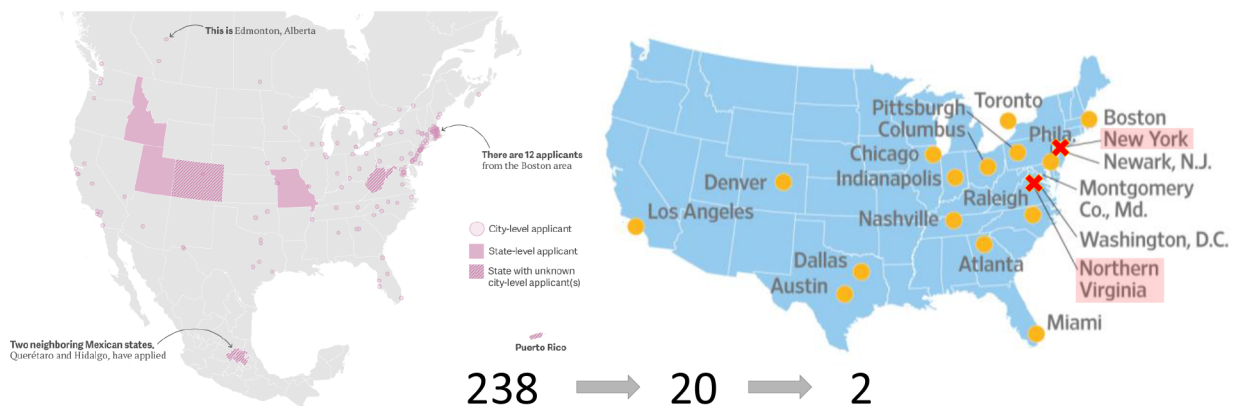 This is Edmonton, Alberta
There are 12 applicants
from the Boston area
City-level applicant
State-level applicant
State with unknown
city-level applicant(s)
Two neighboring Mexican states,
Querétaro and Hidalgo, have applied
Puerto Rico
Pittsburgh
Toronto
Boston
Columbus
Phila.
New York
Chicago
Newark, N.J.
Denver
Indianapolis
Montgomery
Co., Md.
Raleigh
Los Angeles
Nashville
Washington, D.C.
Dallas
Atlanta
Northern
Virginia
Austin
Miami
238
20
2